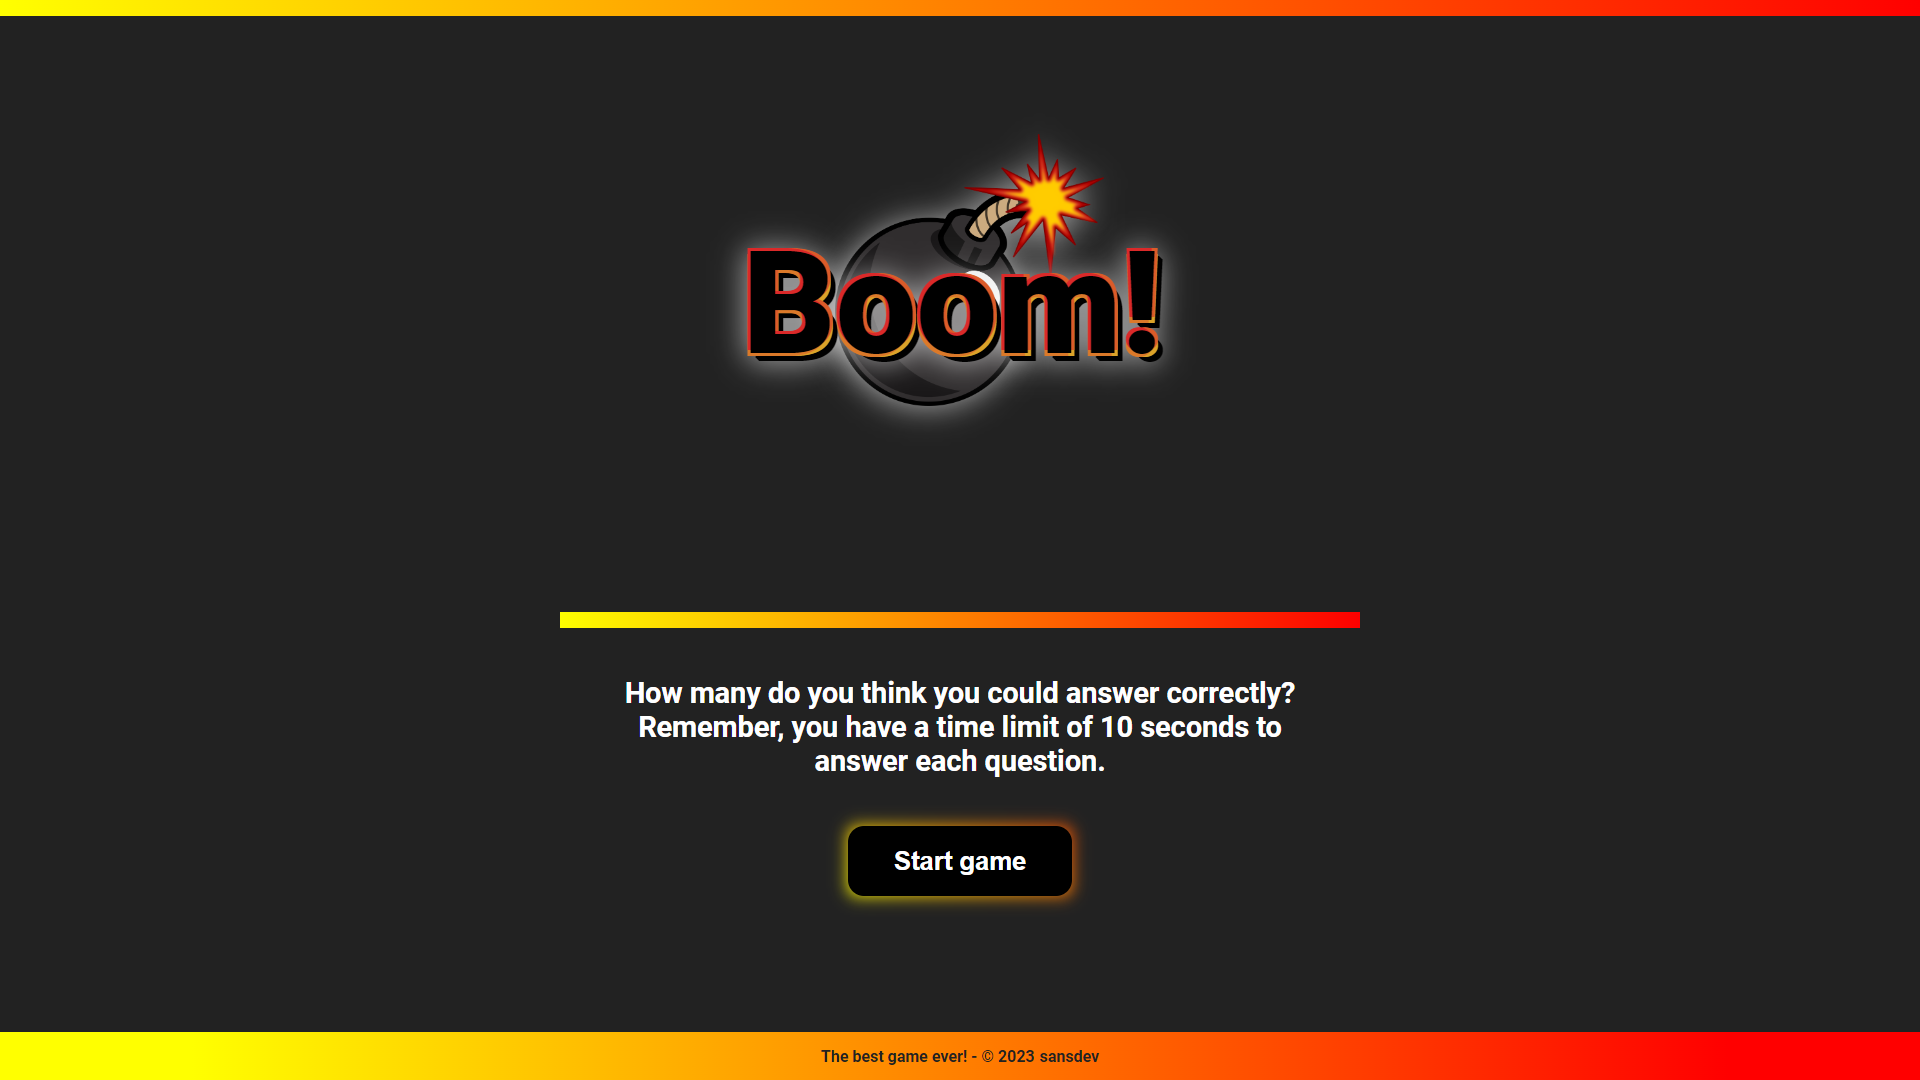 Boom!
How many do you think you could answer correctly?
Remember, you have a time limit of 10 seconds to
answer each question.
Start game
The best game ever! - © 2023 sansdev